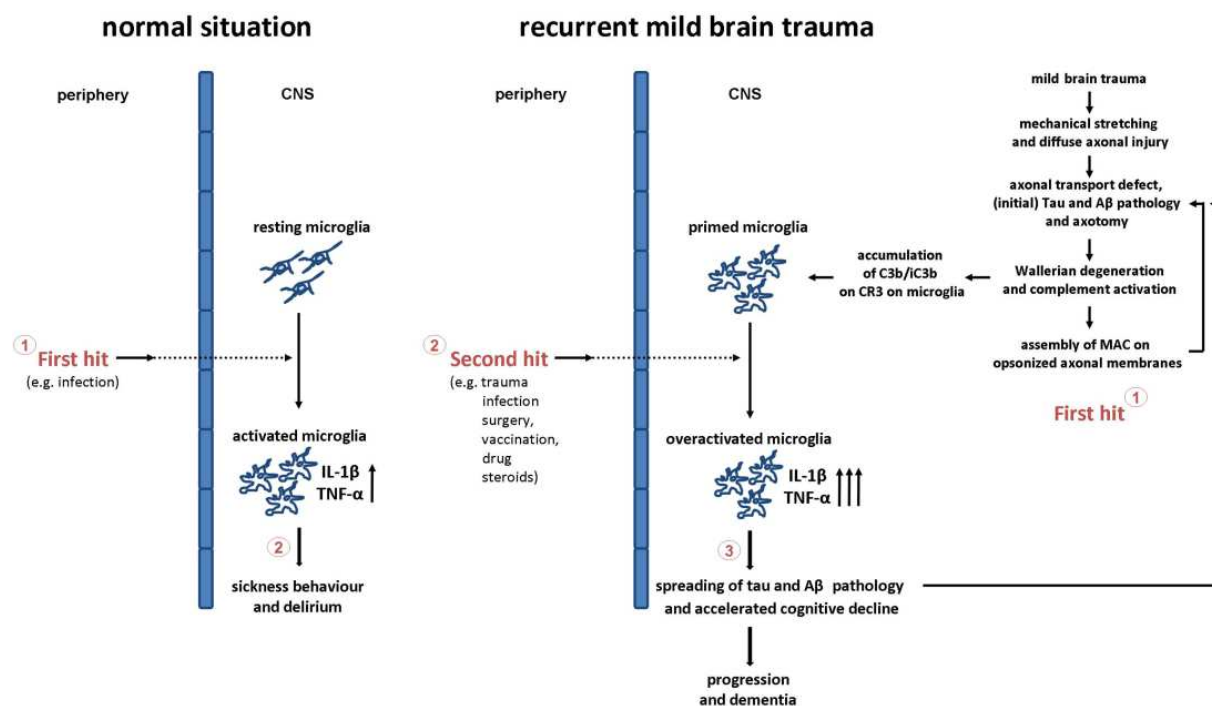 normal situation
periphery
CNS
resting microglia
1
First hit
(e.g. infection)
activated microglia
IL-1β
TNF-α
2
sickness behaviour
and delirium
recurrent mild brain trauma
periphery
CNS
primed microglia
2
Second hit
(e.g. trauma
infection
surgery,
vaccination,
drug
steroids)
overactivated microglia
IL-1β
TNF-α
3
spreading of tau and Aβ pathology
and accelerated cognitive decline
progression
and dementia
mild brain trauma
mechanical stretching
and diffuse axonal injury
axonal transport defect,
(initial) Tau and Aβ pathology
and axotomy
Wallerian degeneration
and complement activation
accumulation
of C3b/iC3b
on CR3 on microglia
assembly of MAC on
opsonized axonal membranes
First hit
1